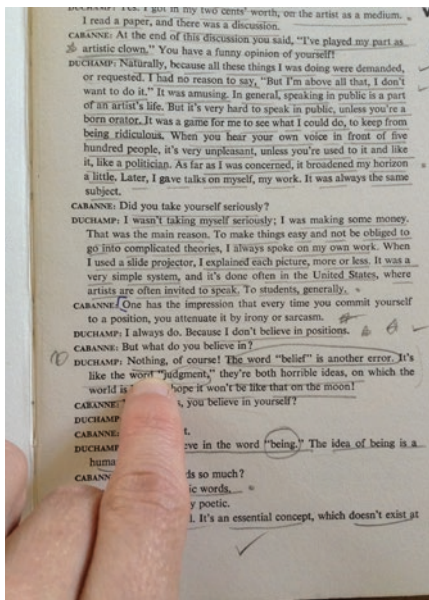 DUCHAMP: Yes. I got in my two cents' worth, on the artist as a medium.
I read a paper, and there was a discussion.
CABANNE: At the end of this discussion you said, "I've played my part as
artistic clown." You have a funny opinion of yourself!
DUCHAMP: Naturally, because all these things I was doing were demanded,
or requested. I had no reason to say, "But I'm above all that, I don't
want to do it." It was amusing. In general, speaking in public is a part
of an artist's life. But it's very hard to speak in public, unless you're a
born orator. It was a game for me to see what I could do, to keep from
being ridiculous. When you hear your own voice in front of five
hundred people, it's very unpleasant, unless you're used to it and like
it, like a politician. As far as I was concerned, it broadened my horizon
a little. Later, I gave talks on myself, my work. It was always the same
subject.
CABANNE: Did you take yourself seriously?
DUCHAMP: I wasn't taking myself seriously; I was making some money.
That was the main reason. To make things easy and not be obliged to
go into complicated theories, I always spoke on my own work. When
I used a slide projector, I explained each picture, more or less. It was a
very simple system, and it's done often in the United States, where
artists are often invited to speak. To students, generally.
CABANNE: One has the impression that every time you commit yourself
to a position, you attenuate it by irony or sarcasm.
DUCHAMP: I always do. Because I don't believe in positions.
CABANNE: But what do you believe in?
DUCHAMP: Nothing, of course! The word "belief" is another error. It's
like the word "judgment," they're both horrible ideas, on which the
world is hope it won't be like that on the moon!
CABANNE: you believe in yourself?
DUCHAMP:
CABANNE:
DUCHAMP in the word "being." The idea of being a
huma
CABANNE so much?
words.
poetic.
It's an essential concept, which doesn't exist at